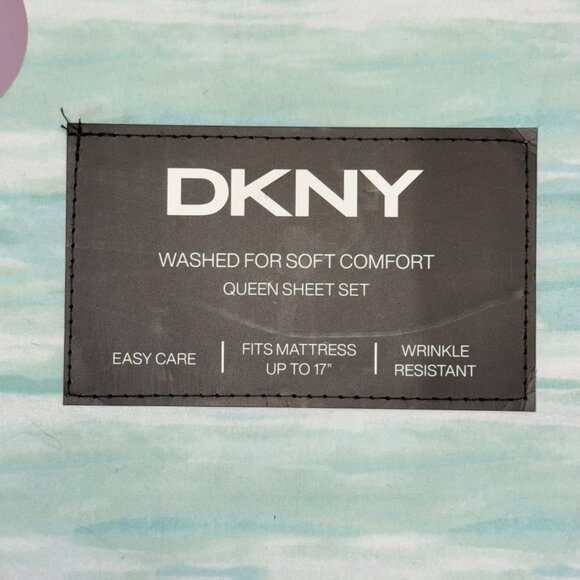 DKNY
WASHED FOR SOFT COMFORT
QUEEN SHEET SET
EASY CARE | FITS MATTRESS UP TO 17" | WRINKLE RESISTANT